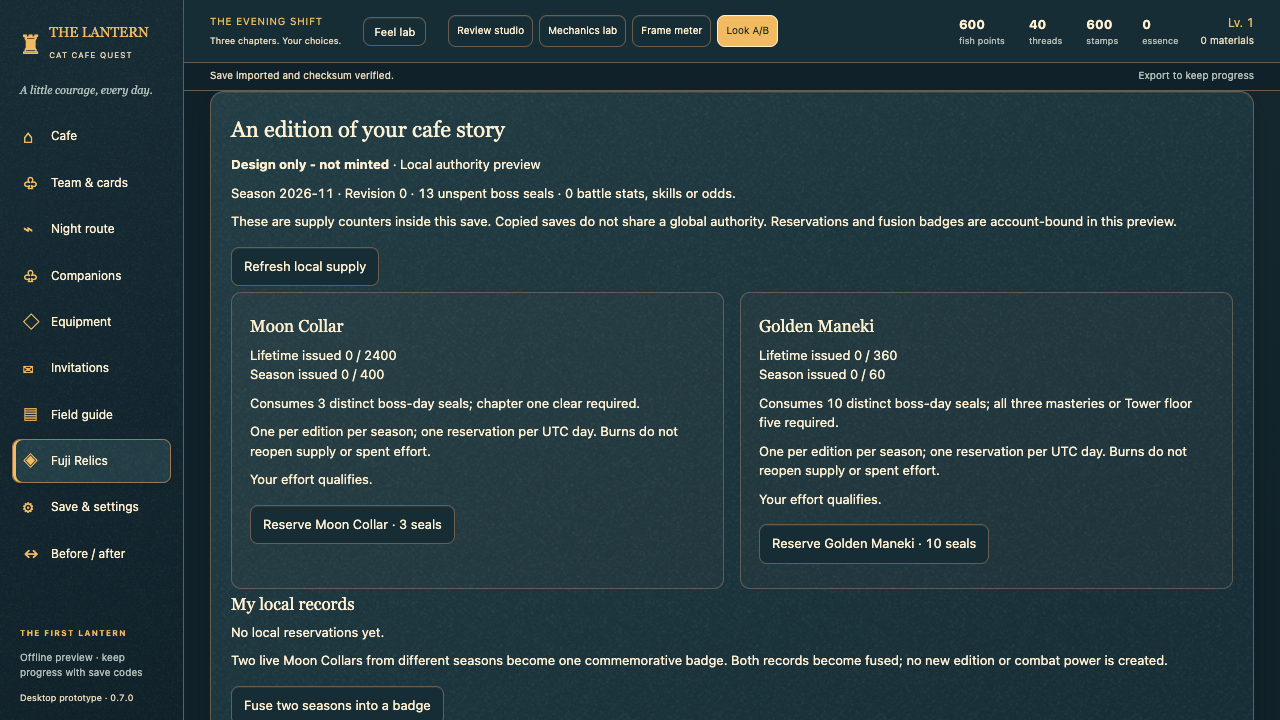 THE LANTERN
CAT CAFE QUEST
A little courage, every day.
Cafe
Team & cards
Night route
Companions
Equipment
Invitations
Field guide
Fuji Relics
Save & settings
Before / after
THE FIRST LANTERN
Offline preview · keep
progress with save codes
Desktop prototype · 0.7.0
THE EVENING SHIFT
Three chapters. Your choices.
Feel lab
Review studio
Mechanics lab
Frame meter
Look A/B
600
fish points
40
threads
600
stamps
0
essence
Lv. 1
0 materials
Save imported and checksum verified.
Export to keep progress
An edition of your cafe story
Design only - not minted · Local authority preview
Season 2026-11 · Revision 0 · 13 unspent boss seals · 0 battle stats, skills or odds.
These are supply counters inside this save. Copied saves do not share a global authority. Reservations and fusion badges are account-bound in this preview.
Refresh local supply
Moon Collar
Lifetime issued 0 / 2400
Season issued 0 / 400
Consumes 3 distinct boss-day seals; chapter one clear required.
One per edition per season; one reservation per UTC day. Burns do not
reopen supply or spent effort.
Your effort qualifies.
Reserve Moon Collar · 3 seals
Golden Maneki
Lifetime issued 0 / 360
Season issued 0 / 60
Consumes 10 distinct boss-day seals; all three masteries or Tower floor
five required.
One per edition per season; one reservation per UTC day. Burns do not
reopen supply or spent effort.
Your effort qualifies.
Reserve Golden Maneki · 10 seals
My local records
No local reservations yet.
Two live Moon Collars from different seasons become one commemorative badge. Both records become fused; no new edition or combat power is created.
Fuse two seasons into a badge